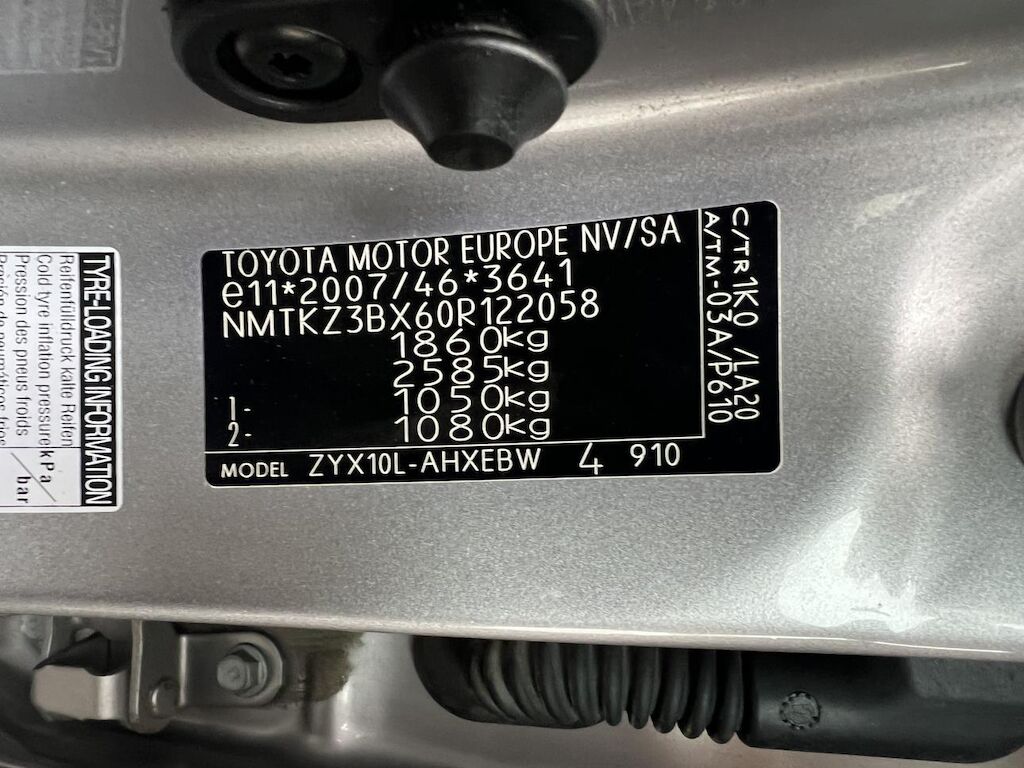 TYRE-LOADING INFORMATION
Reifenfülldruck kalte Reifen
Cold tyre inflation pressure
Pression des pneus froids
kPa/bar
TOYOTA MOTOR EUROPE NV/SA
e11*2007/46*3641
NMTKZ3BX60R122058
1860kg
2585kg
1- 1050kg
2- 1080kg
MODEL ZYX10L-AHXEBW 4 910
C/TR1K0 /LA20
A/TM-03A/P610